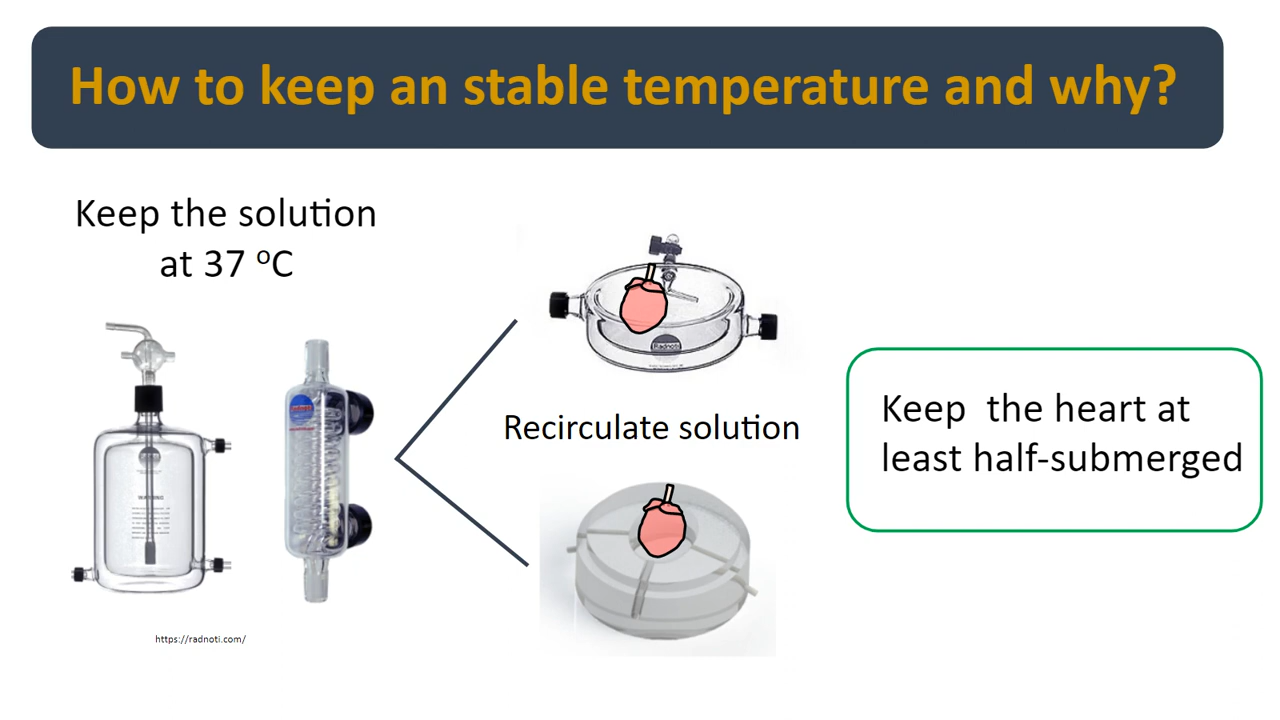 How to keep an stable temperature and why?
Keep the solution
at 37 ºC
Radnoti
Recirculate solution
Keep  the heart at
least half-submerged
https://radnoti.com/